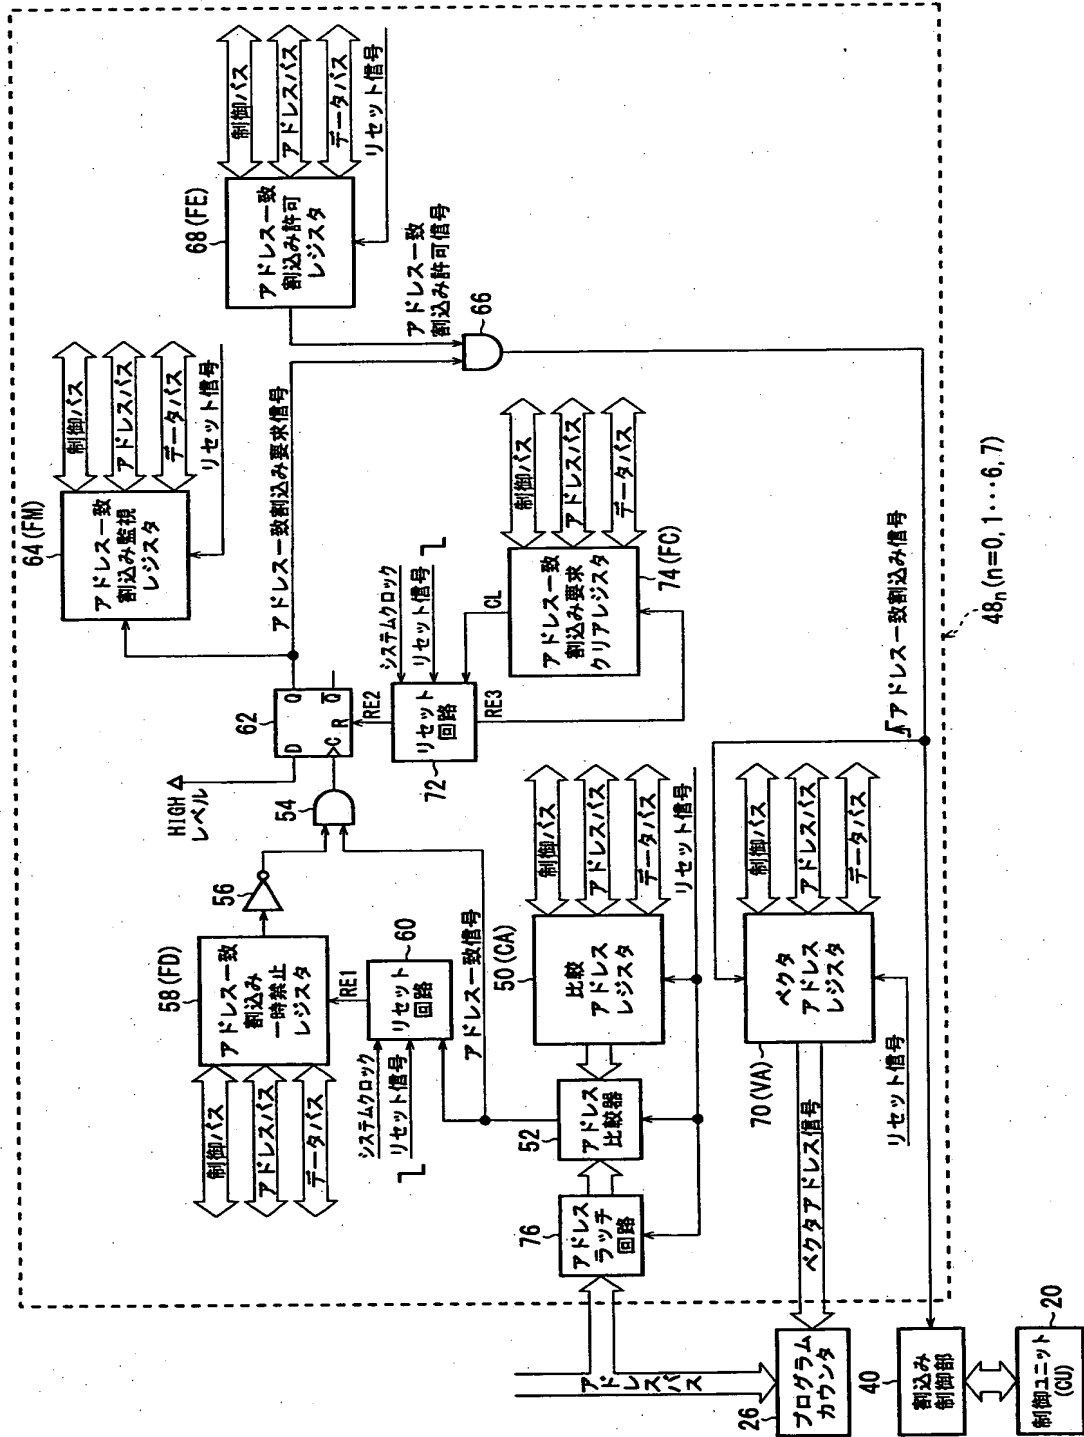 64(FM)
アドレス一致
割込み監視
レジスタ
制御バス
アドレスバス
データバス
リセット信号
68(FE)
アドレス一致
割込み許可
レジスタ
制御バス
アドレスバス
データバス
リセット信号
アドレス一致割込み要求信号
アドレス一致
割込み許可信号
66
HIGH
レベル
62
D
Q
C
R
Q
54
56
58(FD)
アドレス一致
割込み
一時禁止
レジスタ
制御バス
アドレスバス
データバス
RE1
60
リセット
回路
システムクロック
リセット信号
アドレス一致信号
RE2
72
リセット
回路
システムクロック
リセット信号
CL
RE3
アドレス一致
割込み要求
クリアレジスタ
74(FC)
制御バス
アドレスバス
データバス
50(CA)
比較
アドレス
レジスタ
制御バス
アドレスバス
データバス
リセット信号
52
アドレス
比較器
76
アドレス
ラッチ
回路
70(VA)
ベクタ
アドレス
レジスタ
制御バス
アドレスバス
データバス
リセット信号
ベクタアドレス信号
アドレス一致割込み信号
48n(n=0,1・・・6,7)
アドレスバス
26
プログラム
カウンタ
40
割込み
制御部
20
制御ユニット
(CU)